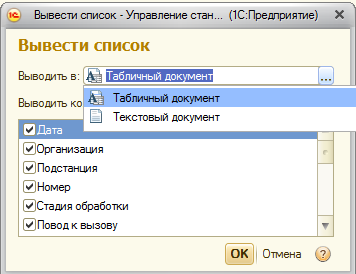 Вывести список - Управление стан... (1С:Предприятие)
Вывести список
Выводить в: Табличный документ ...
Табличный документ
Текстовый документ
Выводить ко
Дата
Организация
Подстанция
Номер
Стадия обработки
Повод к вызову
OK Отмена ?